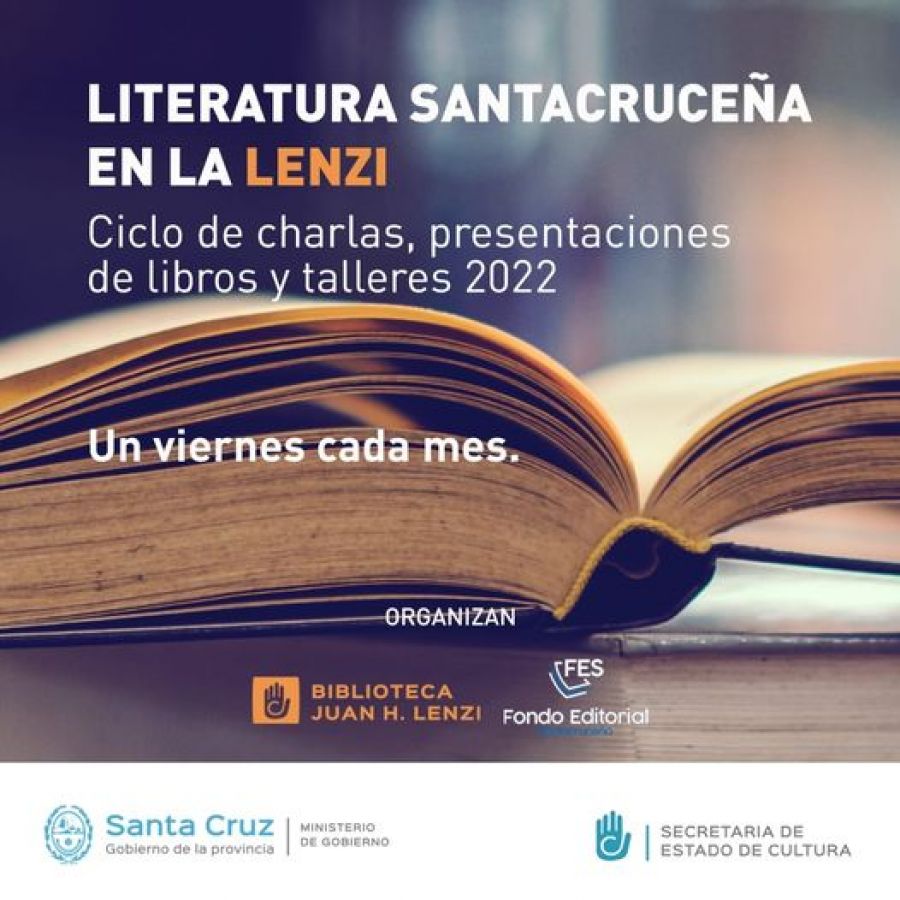 LITERATURA SANTACRUCEÑA
EN LA LENZI
Ciclo de charlas, presentaciones
de libros y talleres 2022
Un viernes cada mes.
ORGANIZAN
BIBLIOTECA
JUAN H. LENZI
FES
Fondo Editorial
Santa Cruz
Gobierno de la provincia
MINISTERIO
DE GOBIERNO
SECRETARIA DE
ESTADO DE CULTURA